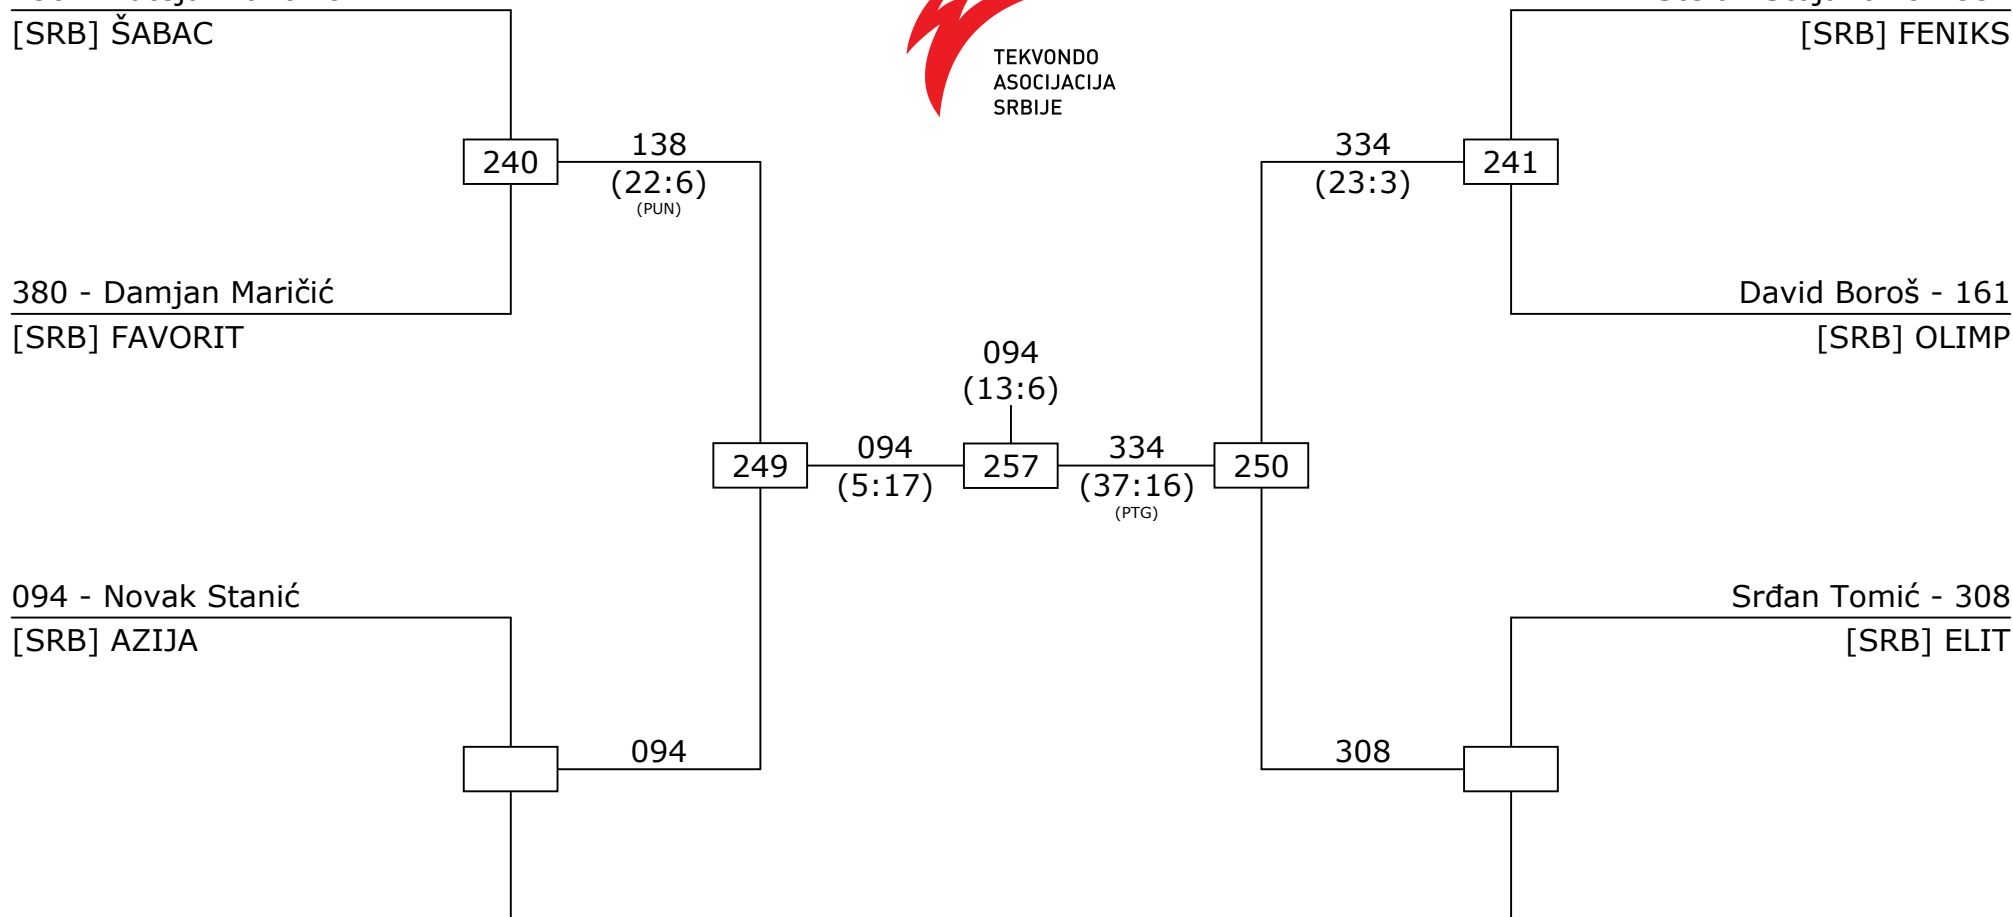 [SRB] ŠABAC
[SRB] FENIKS
TEKVONDO
ASOCIJACIJA
SRBIJE
138
334
240
241
(22:6)
(23:3)
(PUN)
380 - Damjan Maričić
David Boroš - 161
[SRB] FAVORIT
[SRB] OLIMP
094
(13:6)
094
334
249
257
250
(5:17)
(37:16)
(PTG)
094 - Novak Stanić
Srđan Tomić - 308
[SRB] AZIJA
[SRB] ELIT
094
308